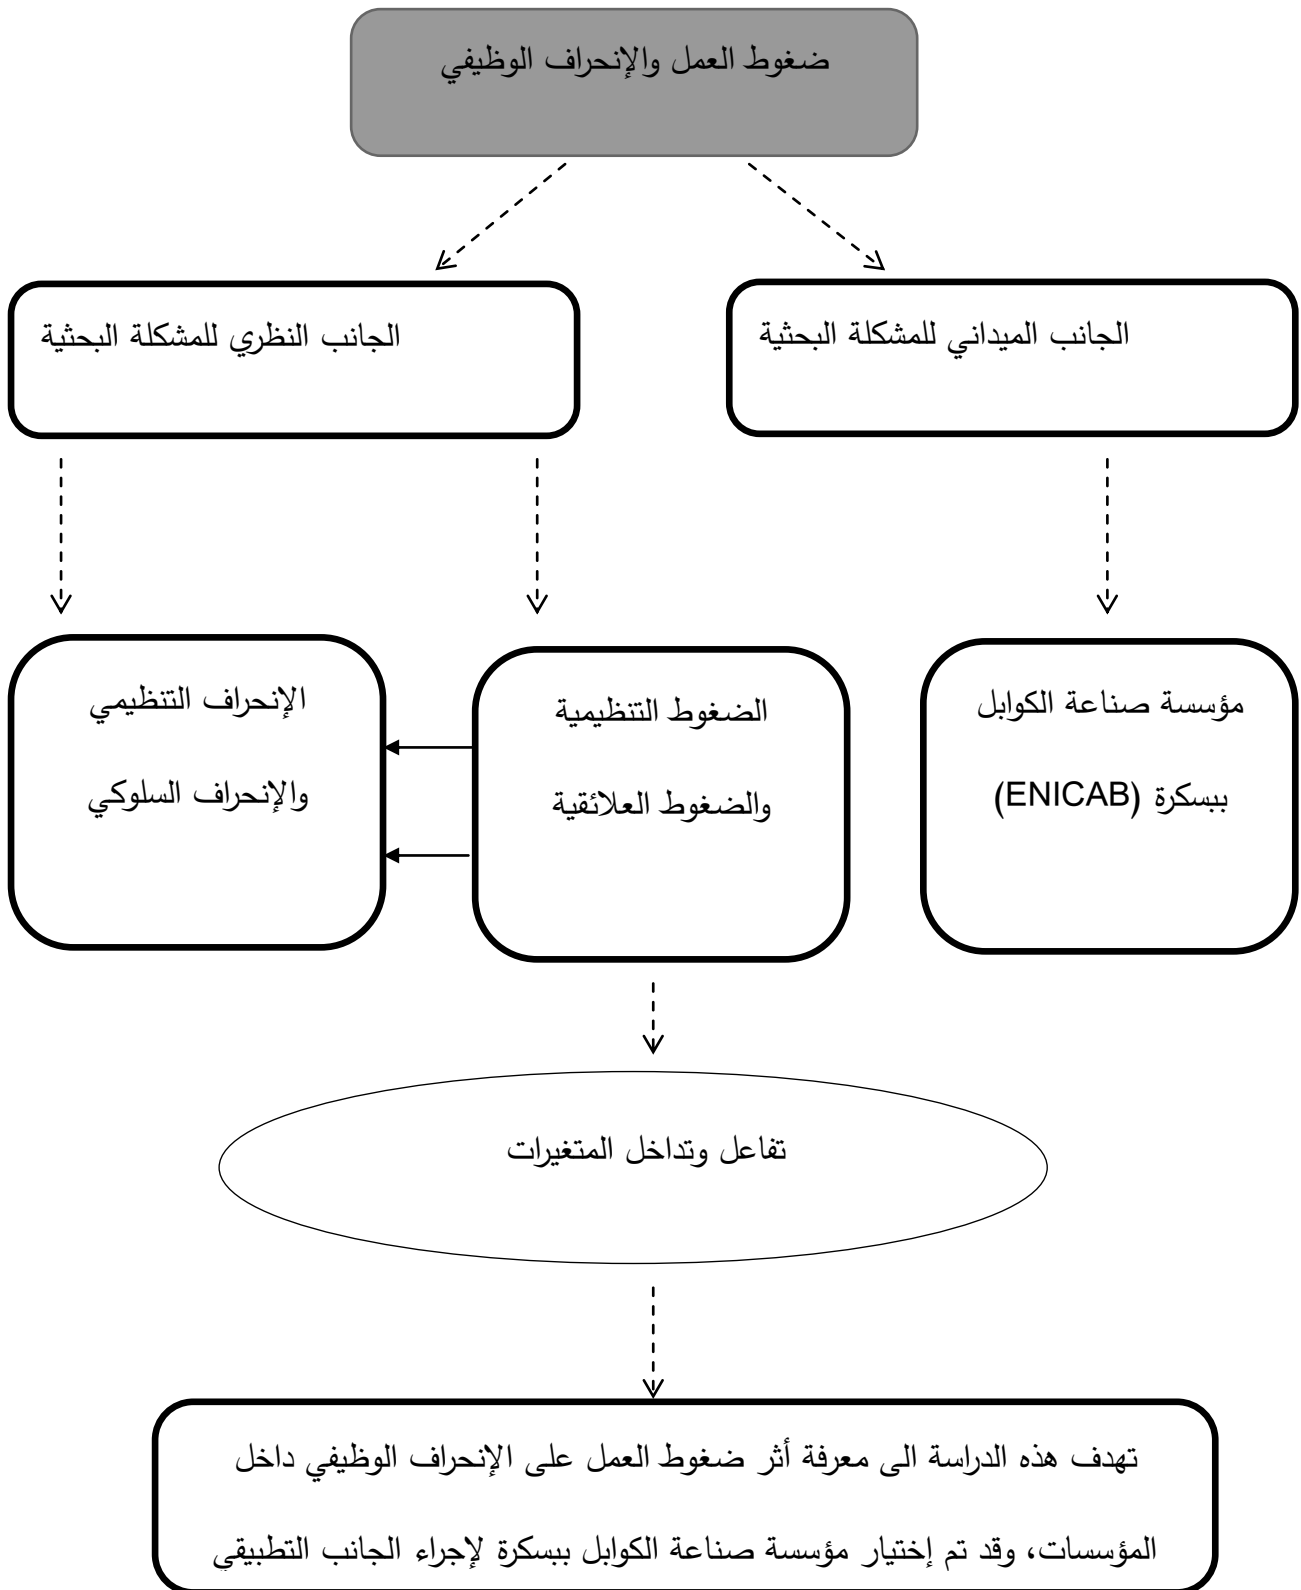 ضغوط العمل والإنحراف الوظيفي
الجانب الميداني للمشكلة البحثية
الجانب النظري للمشكلة البحثية
مؤسسة صناعة الكوابل
ببسكرة (ENICAB)
الضغوط التنظيمية
والضغوط العلائقية
الإنحراف التنظيمي
والإنحراف السلوكي
تفاعل وتداخل المتغيرات
تهدف هذه الدراسة الى معرفة أثر ضغوط العمل على الإنحراف الوظيفي داخل
المؤسسات، وقد تم إختيار مؤسسة صناعة الكوابل ببسكرة لإجراء الجانب التطبيقي